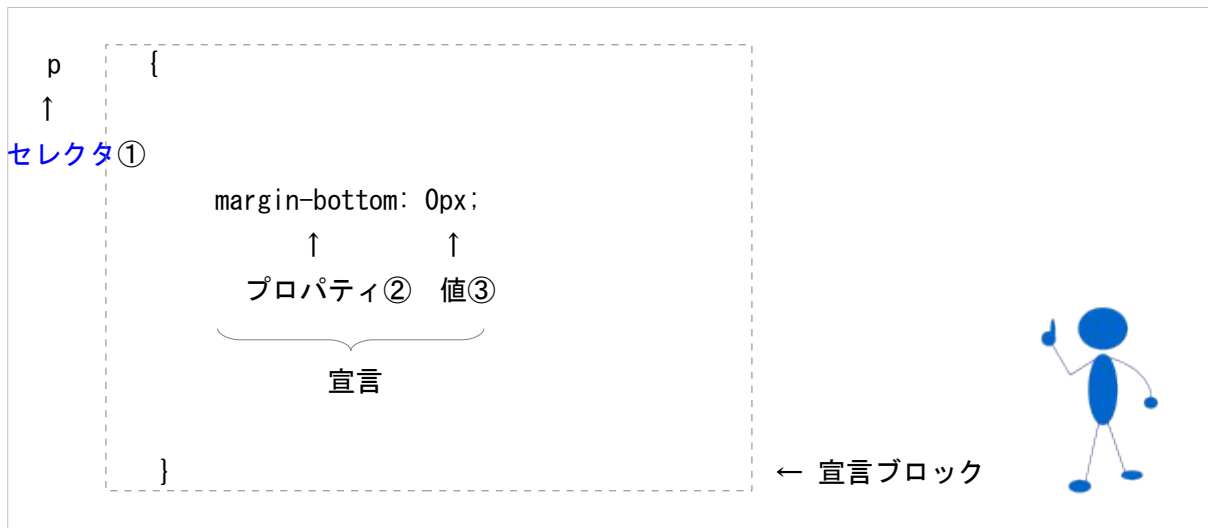 p {
↑
セレクタ①
margin-bottom: 0px;
↑ ↑
プロパティ② 値③
宣言
} ← 宣言ブロック